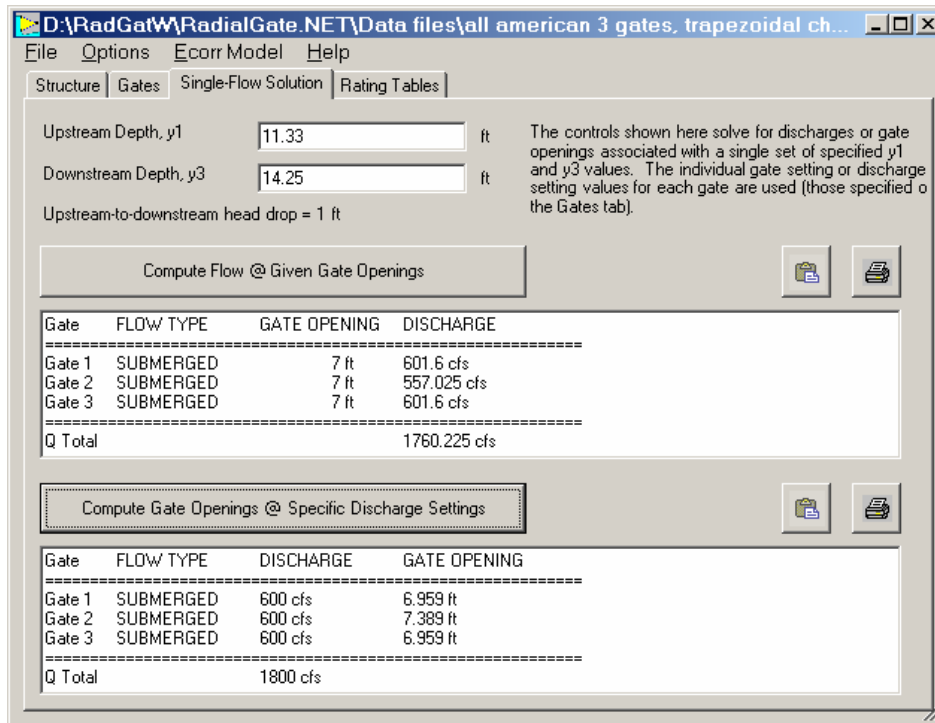 D:\RadGatW\RadialGate.NET\Data files\all american 3 gates, trapezoidal ch...
File Options Ecorr Model Help
Structure Gates Single-Flow Solution Rating Tables
Upstream Depth, y1 11.33 ft
Downstream Depth, y3 14.25 ft
Upstream-to-downstream head drop = 1 ft
The controls shown here solve for discharges or gate
openings associated with a single set of specified y1
and y3 values. The individual gate setting or discharge
setting values for each gate are used (those specified o
the Gates tab).
Compute Flow @ Given Gate Openings
Gate FLOW TYPE GATE OPENING DISCHARGE
==========================================================
Gate 1 SUBMERGED 7 ft 601.6 cfs
Gate 2 SUBMERGED 7 ft 557.025 cfs
Gate 3 SUBMERGED 7 ft 601.6 cfs
==========================================================
Q Total 1760.225 cfs
Compute Gate Openings @ Specific Discharge Settings
Gate FLOW TYPE DISCHARGE GATE OPENING
==========================================================
Gate 1 SUBMERGED 600 cfs 6.959 ft
Gate 2 SUBMERGED 600 cfs 7.389 ft
Gate 3 SUBMERGED 600 cfs 6.959 ft
==========================================================
Q Total 1800 cfs